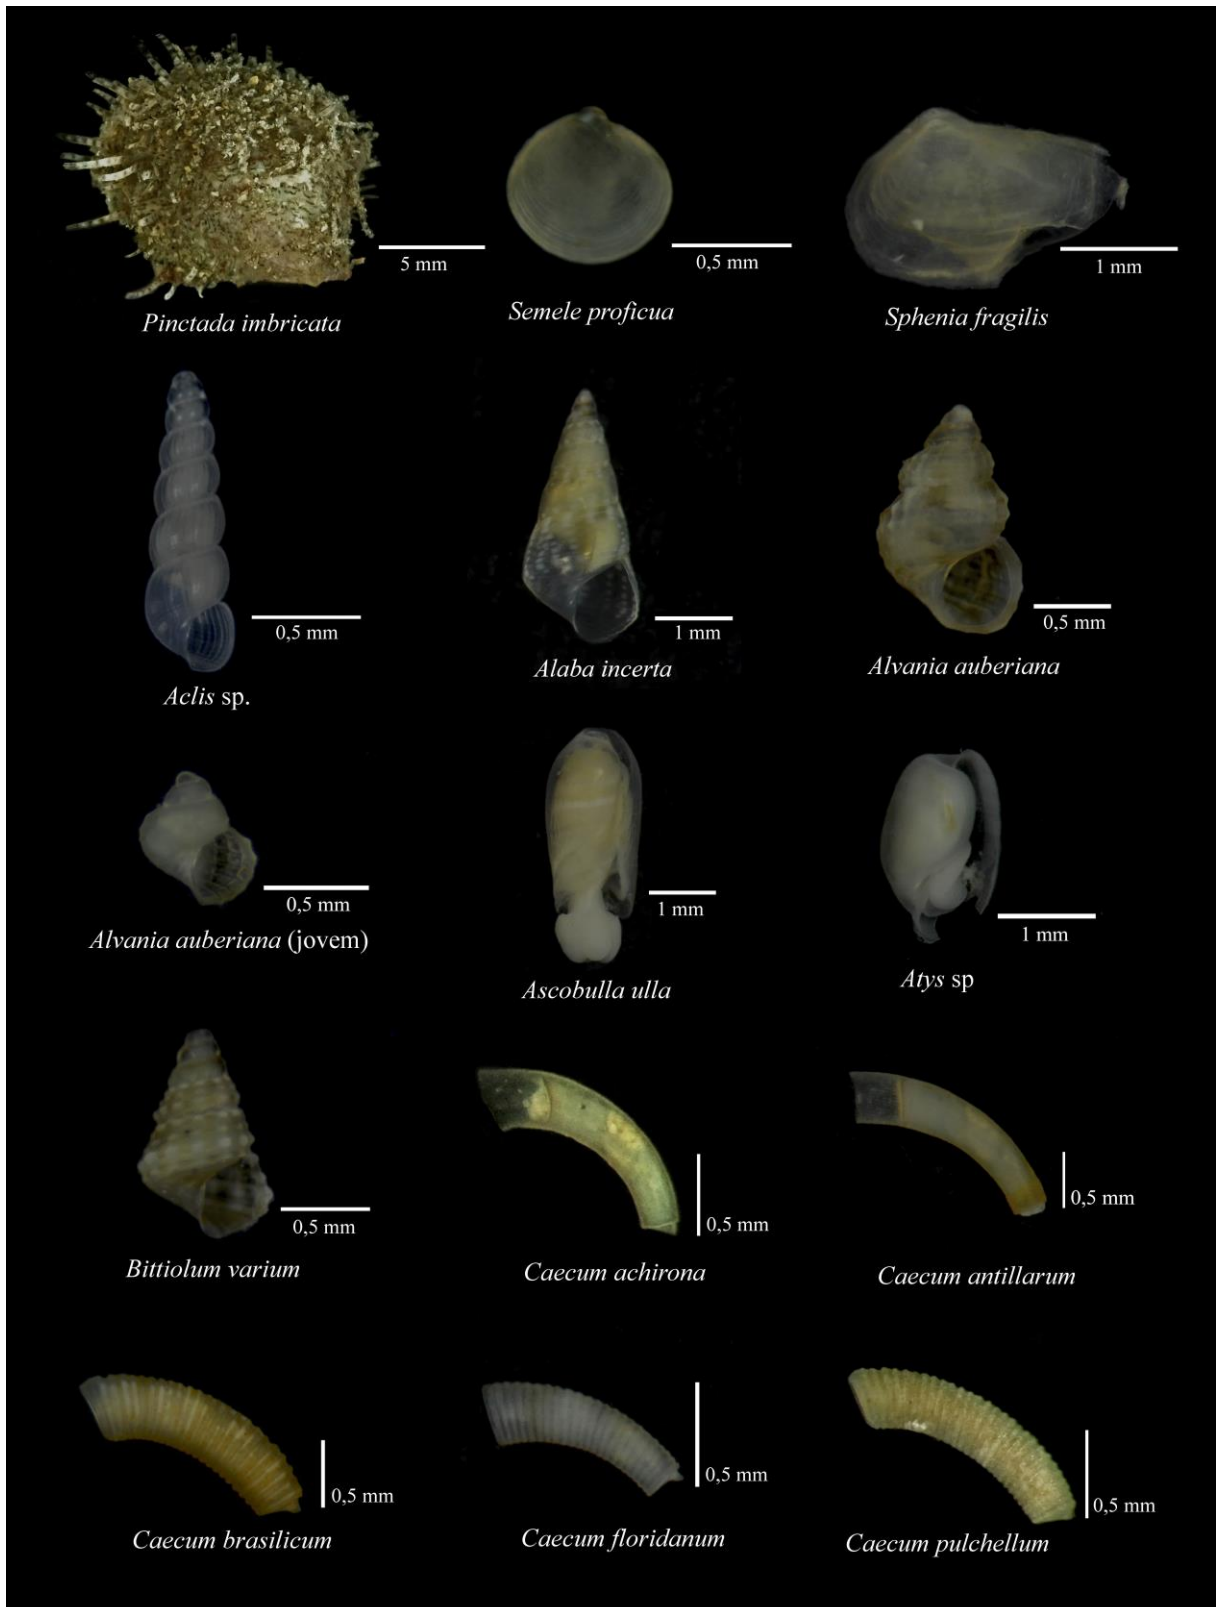 5 mm
0,5 mm
1 mm
Pinctada imbricata
Semele proficua
Sphenia fragilis
0,5 mm
1 mm
0,5 mm
Aclis sp.
Alaba incerta
Alvania auberiana
0,5 mm
1 mm
1 mm
Alvania auberiana (jovem)
Ascobulla ulla
Atys sp
0,5 mm
0,5 mm
0,5 mm
Bittiolum varium
Caecum achirona
Caecum antillarum
0,5 mm
0,5 mm
0,5 mm
Caecum brasilicum
Caecum floridanum
Caecum pulchellum